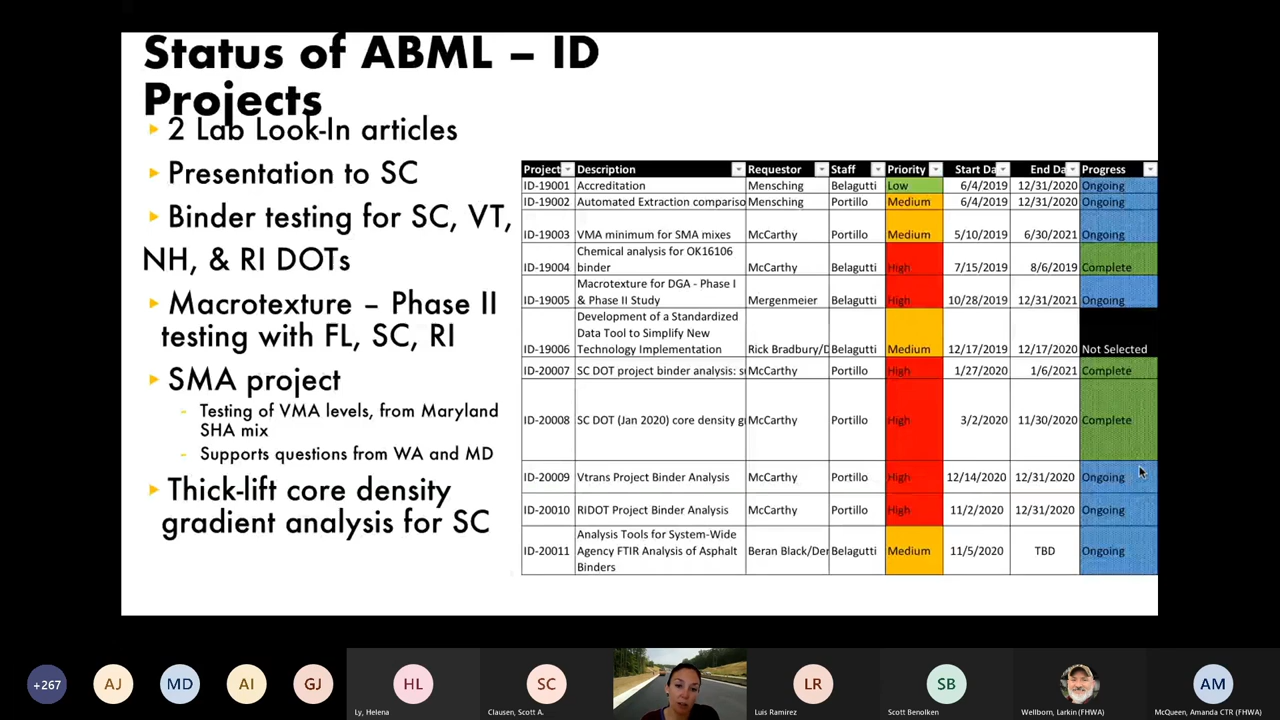 Status of ABML – ID
Projects
2 Lab Look-In articles
Presentation to SC
Binder testing for SC, VT,
NH, & RI DOTs
Macrotexture – Phase II
testing with FL, SC, RI
SMA project
- Testing of VMA levels, from Maryland
SHA mix
- Supports questions from WA and MD
Thick-lift core density
gradient analysis for SC
Project Description Requestor Staff Priority Start Da End Da Progress
ID-19001 Accreditation Mensching Belagutti Low 6/4/2019 12/31/2020 Ongoing
ID-19002 Automated Extraction compariso Mensching Portillo Medium 6/4/2019 12/31/2020 Ongoing
ID-19003 VMA minimum for SMA mixes McCarthy Portillo Medium 5/10/2019 6/30/2021 Ongoing
Chemical analysis for OK16106
ID-19004 binder McCarthy Belagutti High 7/15/2019 8/6/2019 Complete
Macrotexture for DGA - Phase I
ID-19005 & Phase II Study Mergenmeier Belagutti High 10/28/2019 12/31/2021 Ongoing
Development of a Standardized
Data Tool to Simplify New
ID-19006 Technology Implementation Rick Bradbury/D Belagutti Medium 12/17/2019 12/17/2020 Not Selected
ID-20007 SC DOT project binder analysis: McCarthy Portillo High 1/27/2020 1/6/2021 Complete
ID-20008 SC DOT (Jan 2020) core density g McCarthy Portillo High 3/2/2020 11/30/2020 Complete
ID-20009 Vtrans Project Binder Analysis McCarthy Portillo High 12/14/2020 12/31/2020 Ongoing
ID-20010 RIDOT Project Binder Analysis McCarthy Portillo High 11/2/2020 12/31/2020 Ongoing
Analysis Tools for System-Wide
ID-20011 Agency FTIR Analysis of Asphalt Beran Black/Der Belagutti Medium 11/5/2020 TBD Ongoing
Binders
+267 AJ MD AI GJ HL SC LR SB AM
Ly, Helena Clausen, Scott A. Luis Ramirez Scott Benolken Wellborn, Larkin (FHWA) McQueen, Amanda CTR (FHWA)